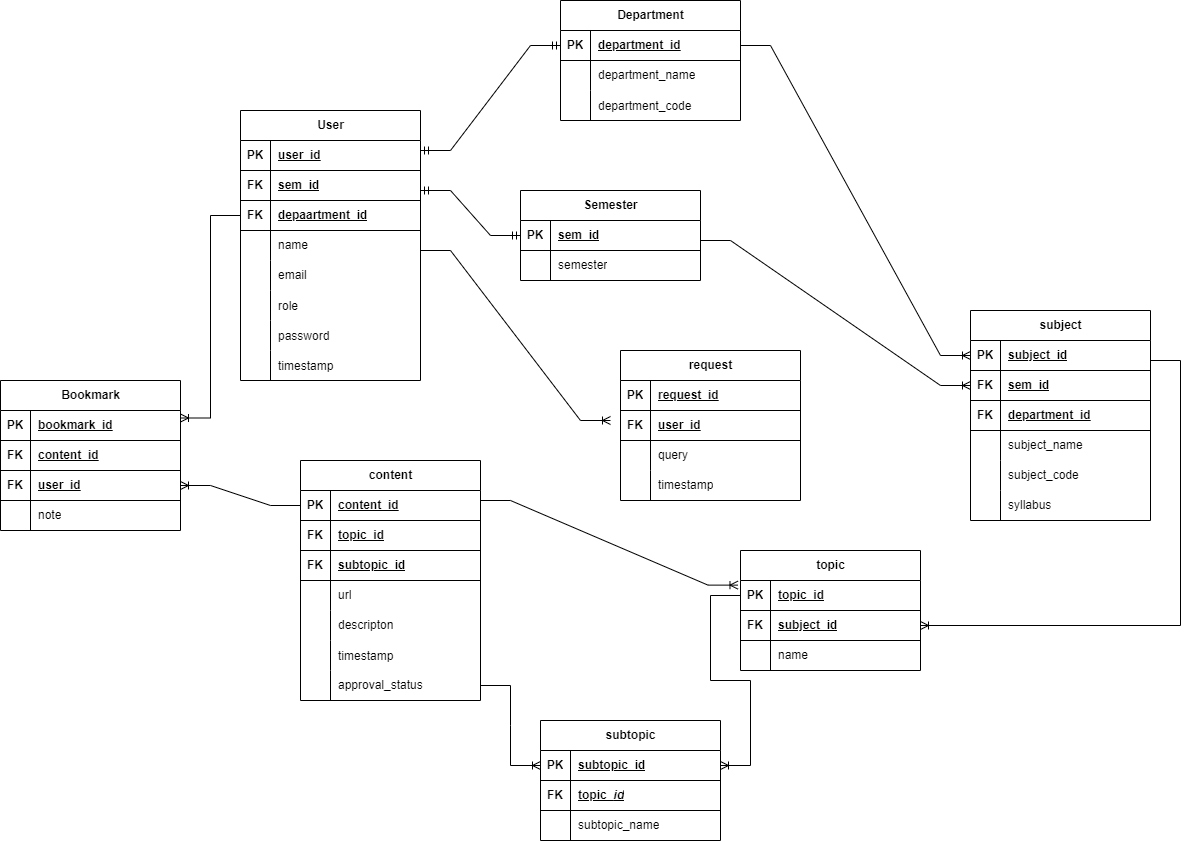 Department
PK department_id
department_name
department_code
User
PK user_id
FK sem_id
FK depaartment_id
name
email
role
password
timestamp
Semester
PK sem_id
semester
subject
PK subject_id
FK sem_id
FK department_id
subject_name
subject_code
syllabus
request
PK request_id
FK user_id
query
timestamp
Bookmark
PK bookmark_id
FK content_id
FK user_id
note
content
PK content_id
FK topic_id
FK subtopic_id
url
descripton
timestamp
approval_status
topic
PK topic_id
FK subject_id
name
subtopic
PK subtopic_id
FK topic_id
subtopic_name